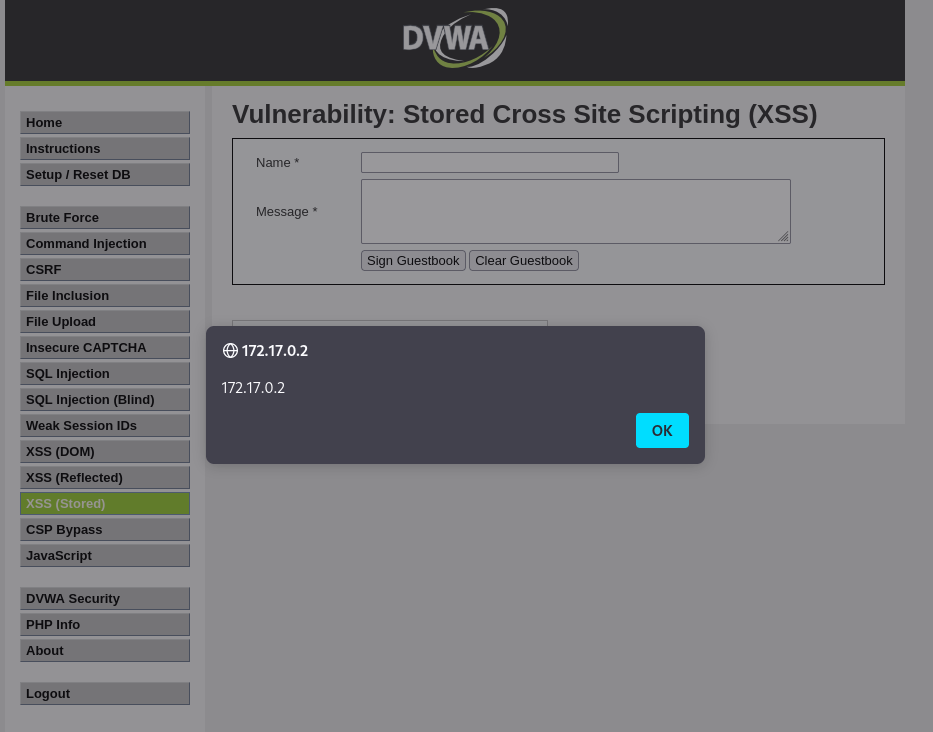 DVWA
Home
Instructions
Setup / Reset DB
Brute Force
Command Injection
CSRF
File Inclusion
File Upload
Insecure CAPTCHA
SQL Injection
SQL Injection (Blind)
Weak Session IDs
XSS (DOM)
XSS (Reflected)
XSS (Stored)
CSP Bypass
JavaScript
DVWA Security
PHP Info
About
Logout
Vulnerability: Stored Cross Site Scripting (XSS)
Name *
Message *
Sign Guestbook Clear Guestbook
172.17.0.2
172.17.0.2
OK